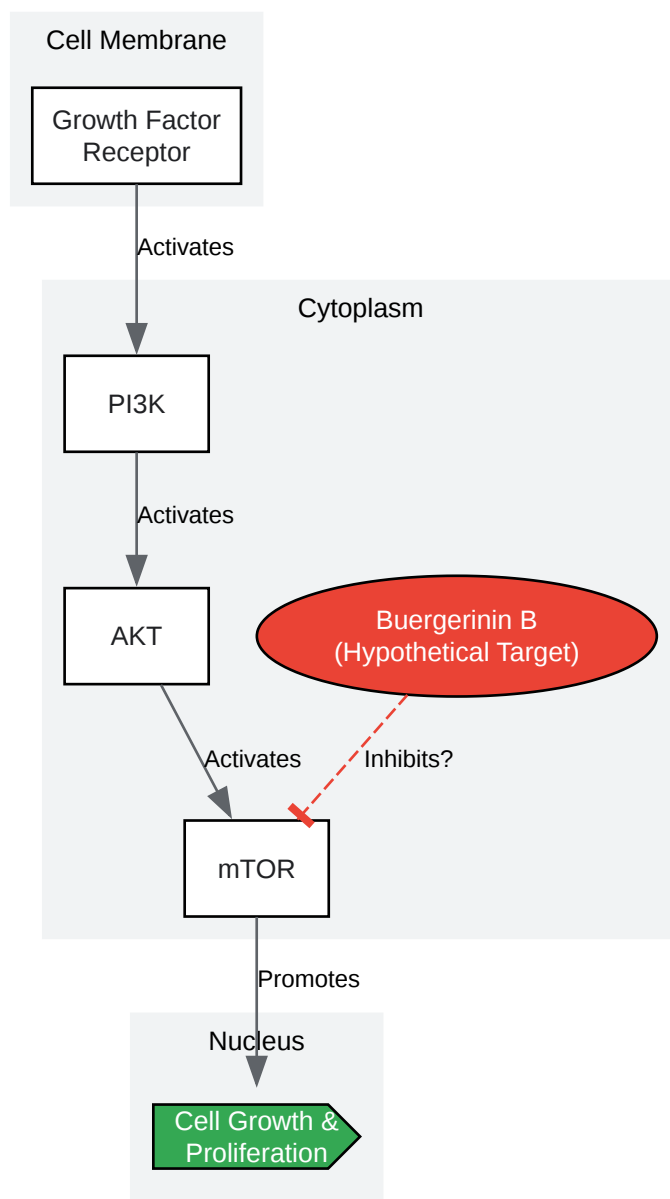 Cell Membrane
Growth Factor
Receptor
Activates
Cytoplasm
PI3K
Activates
AKT
Buergerinin B
(Hypothetical Target)
Activates
Inhibits?
mTOR
Promotes
Nucleus
Cell Growth &
Proliferation